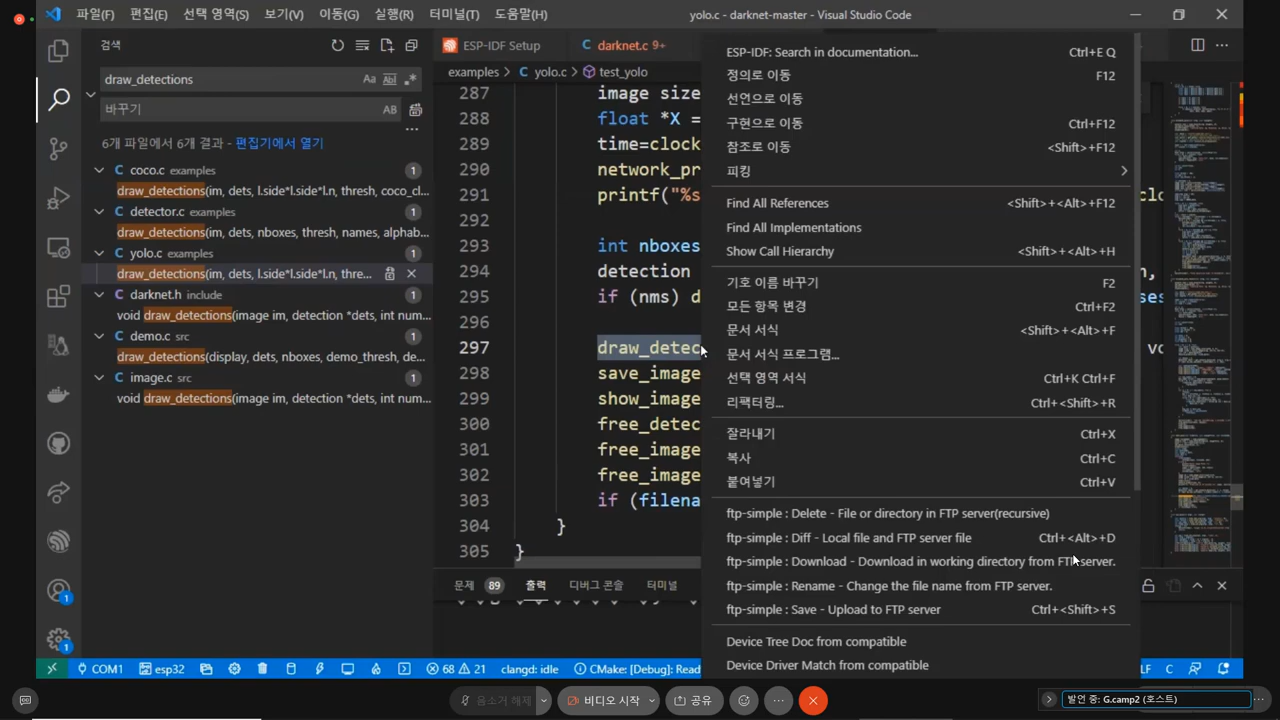 파일(F) 편집(E) 선택 영역(S) 보기(V) 이동(G) 실행(R) 터미널(T) 도움말(H) yolo.c - darknet-master - Visual Studio Code
검색
draw_detections
Aa ab .*
바꾸기
AB
6개 파일에서 6개 결과 - 편집기에서 열기
coco.c examples 1
draw_detections(im, dets, l.side*l.side*l.n, thresh, coco_cl...
detector.c examples 1
draw_detections(im, dets, nboxes, thresh, names, alphab...
yolo.c examples 1
draw_detections(im, dets, l.side*l.side*l.n, thre...
darknet.h include 1
void draw_detections(image im, detection *dets, int num...
demo.c src 1
draw_detections(display, dets, nboxes, demo_thresh, de...
image.c src 1
void draw_detections(image im, detection *dets, int num...
ESP-IDF Setup C darknet.c 9+
examples > C yolo.c > test_yolo
287 image size
288 float *X =
289 time=clock
290 network_pr
291 printf("%s clo
292
293 int nboxes
294 detection n,
295 if (nms) d ses
296
297 draw_detec vo
298 save_image
299 show_image
300 free_detec
301 free_image
302 free_image
303 if (filena
304 }
305 }
ESP-IDF: Search in documentation... Ctrl+E Q
정의로 이동 F12
선언으로 이동
구현으로 이동 Ctrl+F12
참조로 이동 <Shift>+F12
피킹
Find All References <Shift>+<Alt>+F12
Find All Implementations
Show Call Hierarchy <Shift>+<Alt>+H
기호 이름 바꾸기 F2
모든 항목 변경 Ctrl+F2
문서 서식 <Shift>+<Alt>+F
문서 서식 프로그램...
선택 영역 서식 Ctrl+K Ctrl+F
리팩터링... Ctrl+<Shift>+R
잘라내기 Ctrl+X
복사 Ctrl+C
붙여넣기 Ctrl+V
ftp-simple : Delete - File or directory in FTP server(recursive)
ftp-simple : Diff - Local file and FTP server file Ctrl+<Alt>+D
ftp-simple : Download - Download in working directory from FTP server.
ftp-simple : Rename - Change the file name from FTP server.
ftp-simple : Save - Upload to FTP server Ctrl+<Shift>+S
Device Tree Doc from compatible
Device Driver Match from compatible
문제 89 출력 디버그 콘솔 터미널
COM1 esp32 68 21 clangd: idle CMake: [Debug]: Read LF C
음소거 해제 비디오 시작 공유 발언 중: G.camp2 (호스트)